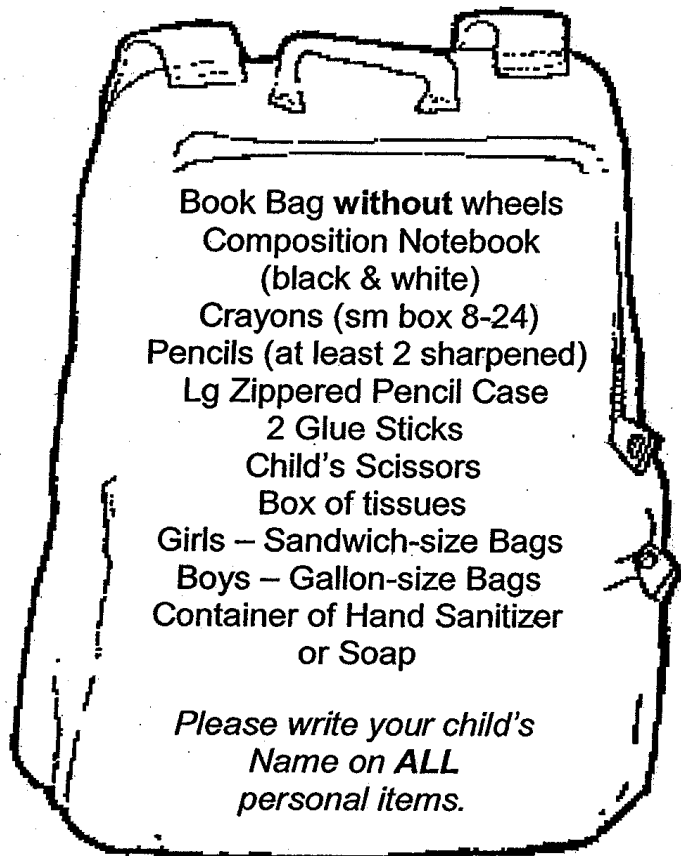 Book Bag without wheels
Composition Notebook
(black & white)
Crayons (sm box 8-24)
Pencils (at least 2 sharpened)
Lg Zippered Pencil Case
2 Glue Sticks
Child's Scissors
Box of tissues
Girls – Sandwich-size Bags
Boys – Gallon-size Bags
Container of Hand Sanitizer
or Soap
Please write your child's
Name on ALL
personal items.